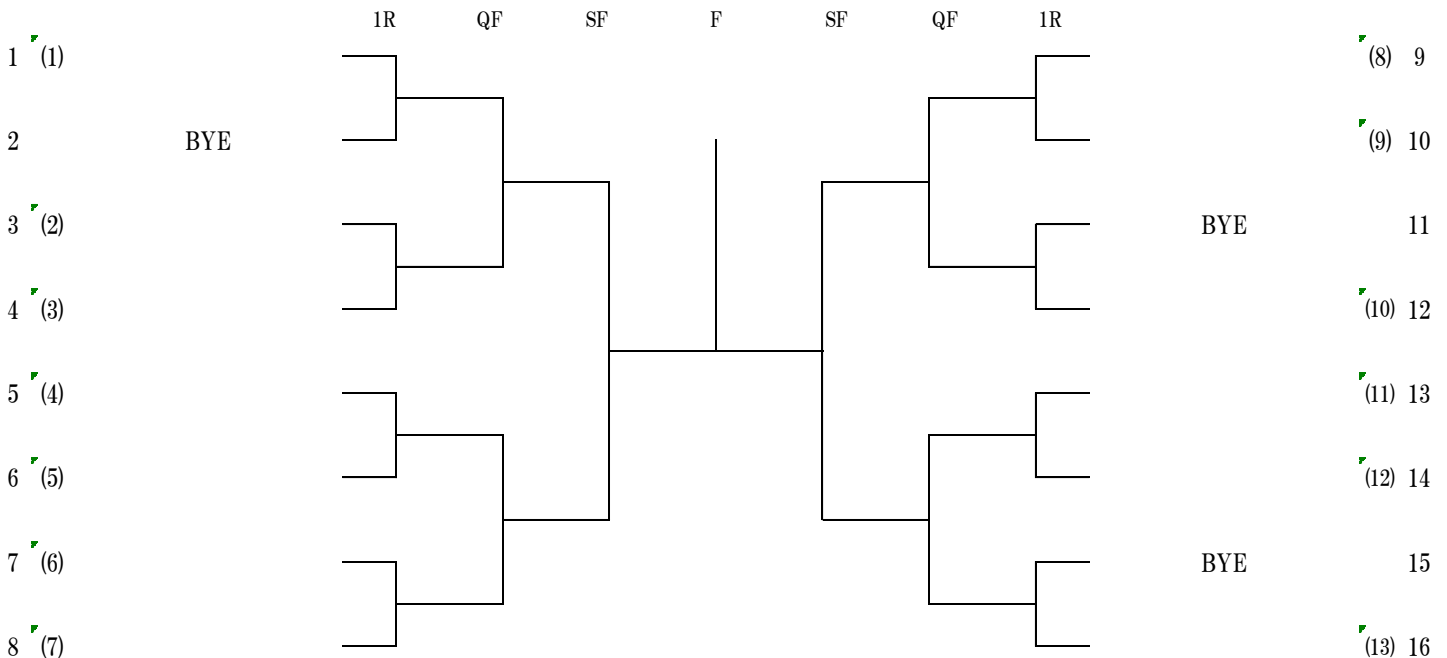 1R QF SF F SF QF 1R
1 (1) (8) 9
2 BYE (9) 10
3 (2) BYE 11
4 (3) (10) 12
5 (4) (11) 13
6 (5) (12) 14
7 (6) BYE 15
8 (7) (13) 16